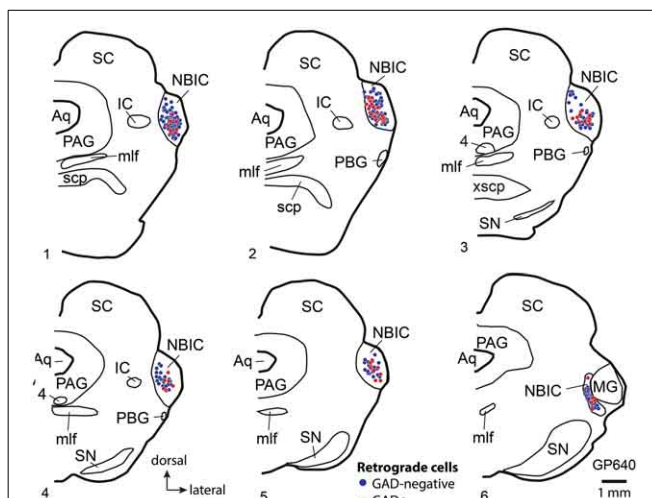 SC
NBIC
IC
Aq
PAG
mlf
scp
1
SC
NBIC
IC
Aq
PAG
mlf
PBG
scp
2
SC
NBIC
IC
Aq
PAG
4
mlf
PBG
xscp
SN
3
SC
NBIC
IC
Aq
PAG
4
mlf
PBG
SN
4
dorsal
lateral
SC
NBIC
Aq
PAG
mlf
SN
5
Retrograde cells
GAD-negative
SC
PAG
Aq
NBIC
MG
mlf
SN
6
GP640
1 mm